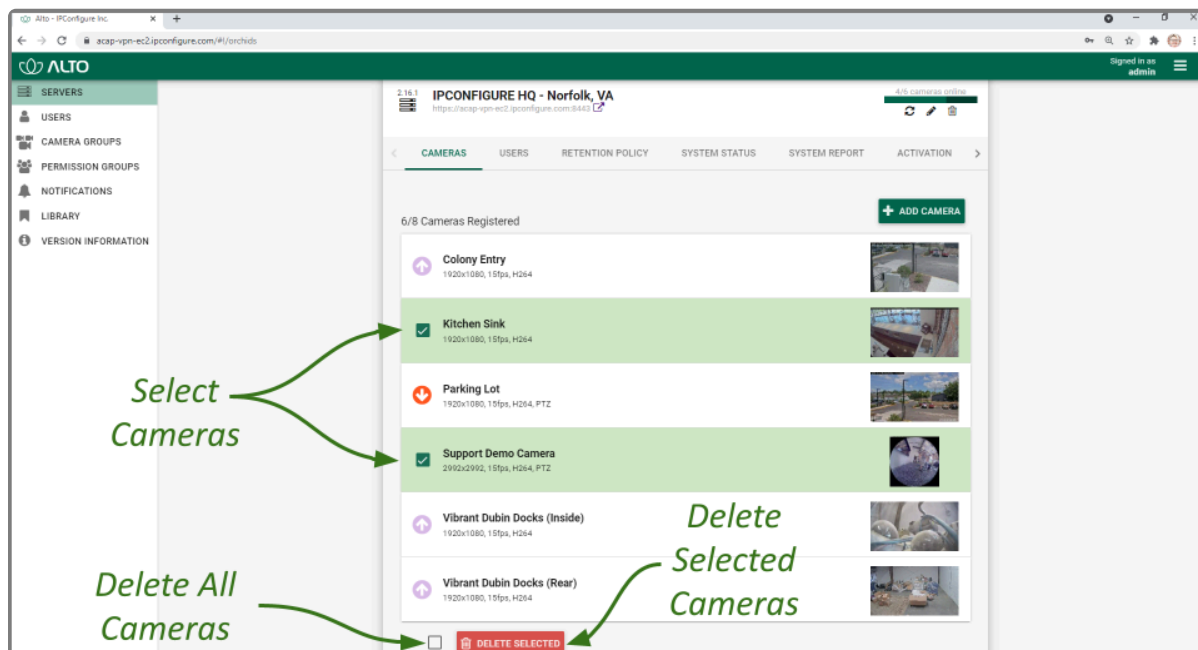 Alto - IPConfigure Inc.
acap-vpn-ec2.ipconfigure.com/#!/orchids
ALTO
Signed in as
admin
SERVERS
USERS
CAMERA GROUPS
PERMISSION GROUPS
NOTIFICATIONS
LIBRARY
VERSION INFORMATION
2.16.1
IPCONFIGURE HQ - Norfolk, VA
https://acap-vpn-ec2.ipconfigure.com:8443
4/6 cameras online
CAMERAS USERS RETENTION POLICY SYSTEM STATUS SYSTEM REPORT ACTIVATION
6/8 Cameras Registered
ADD CAMERA
Colony Entry
1920x1080, 15fps, H264
Kitchen Sink
1920x1080, 15fps, H264
Parking Lot
1920x1080, 15fps, H264, PTZ
Support Demo Camera
2992x2992, 15fps, H264, PTZ
Vibrant Dubin Docks (Inside)
1920x1080, 15fps, H264
Vibrant Dubin Docks (Rear)
1920x1080, 15fps, H264
DELETE SELECTED
Select
Cameras
Delete All
Cameras
Delete
Selected
Cameras